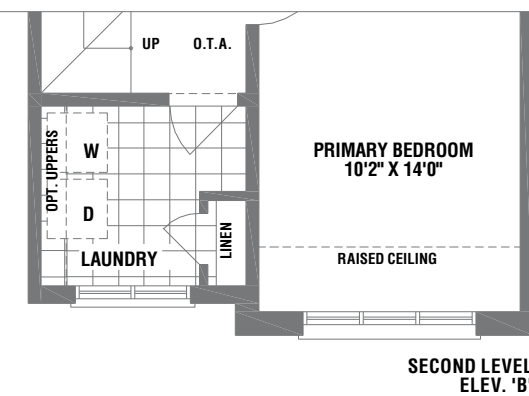 UP O.T.A.
OPT. UPPERS
W
D
LAUNDRY
LINEN
PRIMARY BEDROOM
10'2" X 14'0"
RAISED CEILING
SECOND LEVEL
ELEV. 'B'